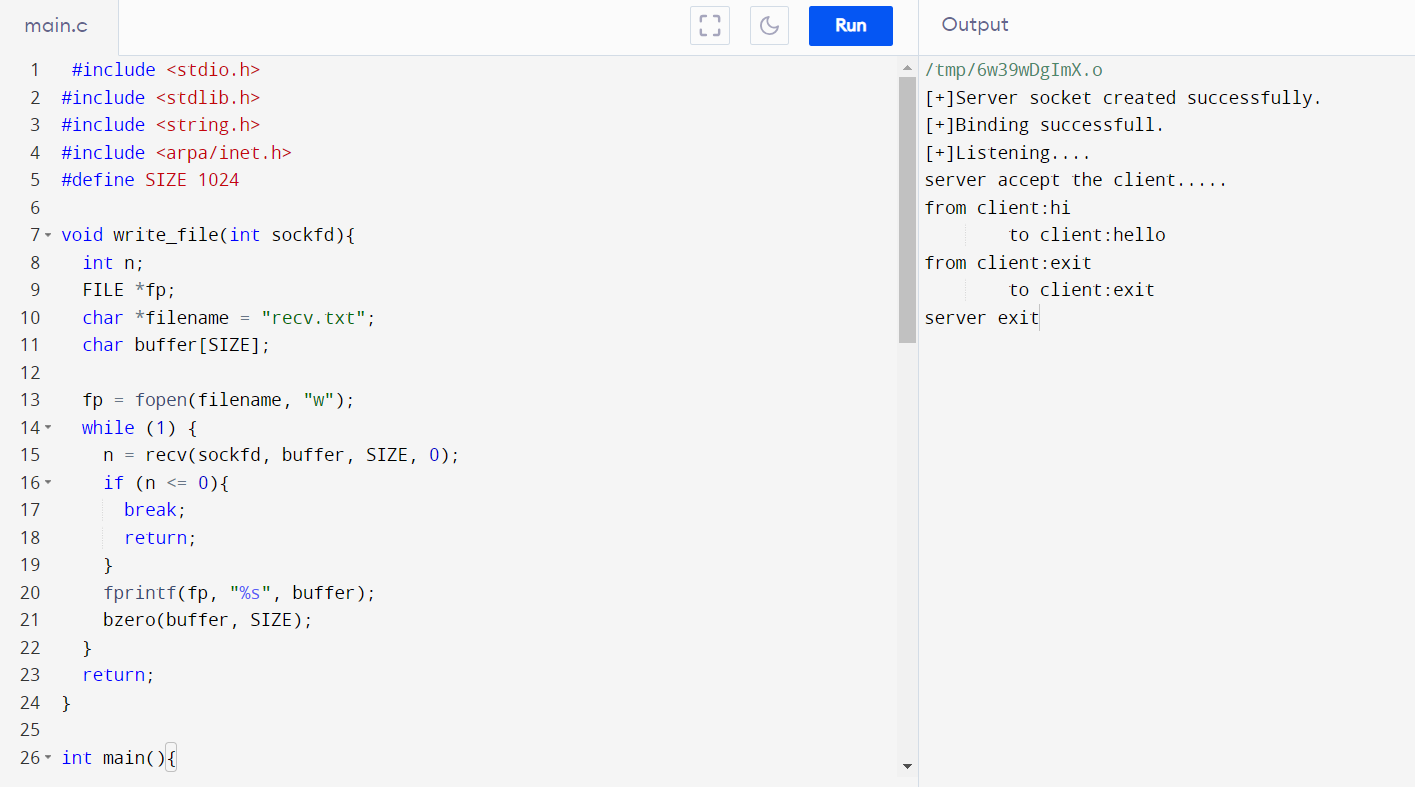 main.c
Run
Output
1 #include <stdio.h>
2 #include <stdlib.h>
3 #include <string.h>
4 #include <arpa/inet.h>
5 #define SIZE 1024
6
7 void write_file(int sockfd){
8   int n;
9   FILE *fp;
10   char *filename = "recv.txt";
11   char buffer[SIZE];
12
13   fp = fopen(filename, "w");
14   while (1) {
15     n = recv(sockfd, buffer, SIZE, 0);
16     if (n <= 0){
17       break;
18       return;
19     }
20     fprintf(fp, "%s", buffer);
21     bzero(buffer, SIZE);
22   }
23   return;
24 }
25
26 int main(){
/tmp/6w39wDgImX.o
[+]Server socket created successfully.
[+]Binding successfull.
[+]Listening....
server accept the client.....
from client:hi
        to client:hello
from client:exit
        to client:exit
server exit